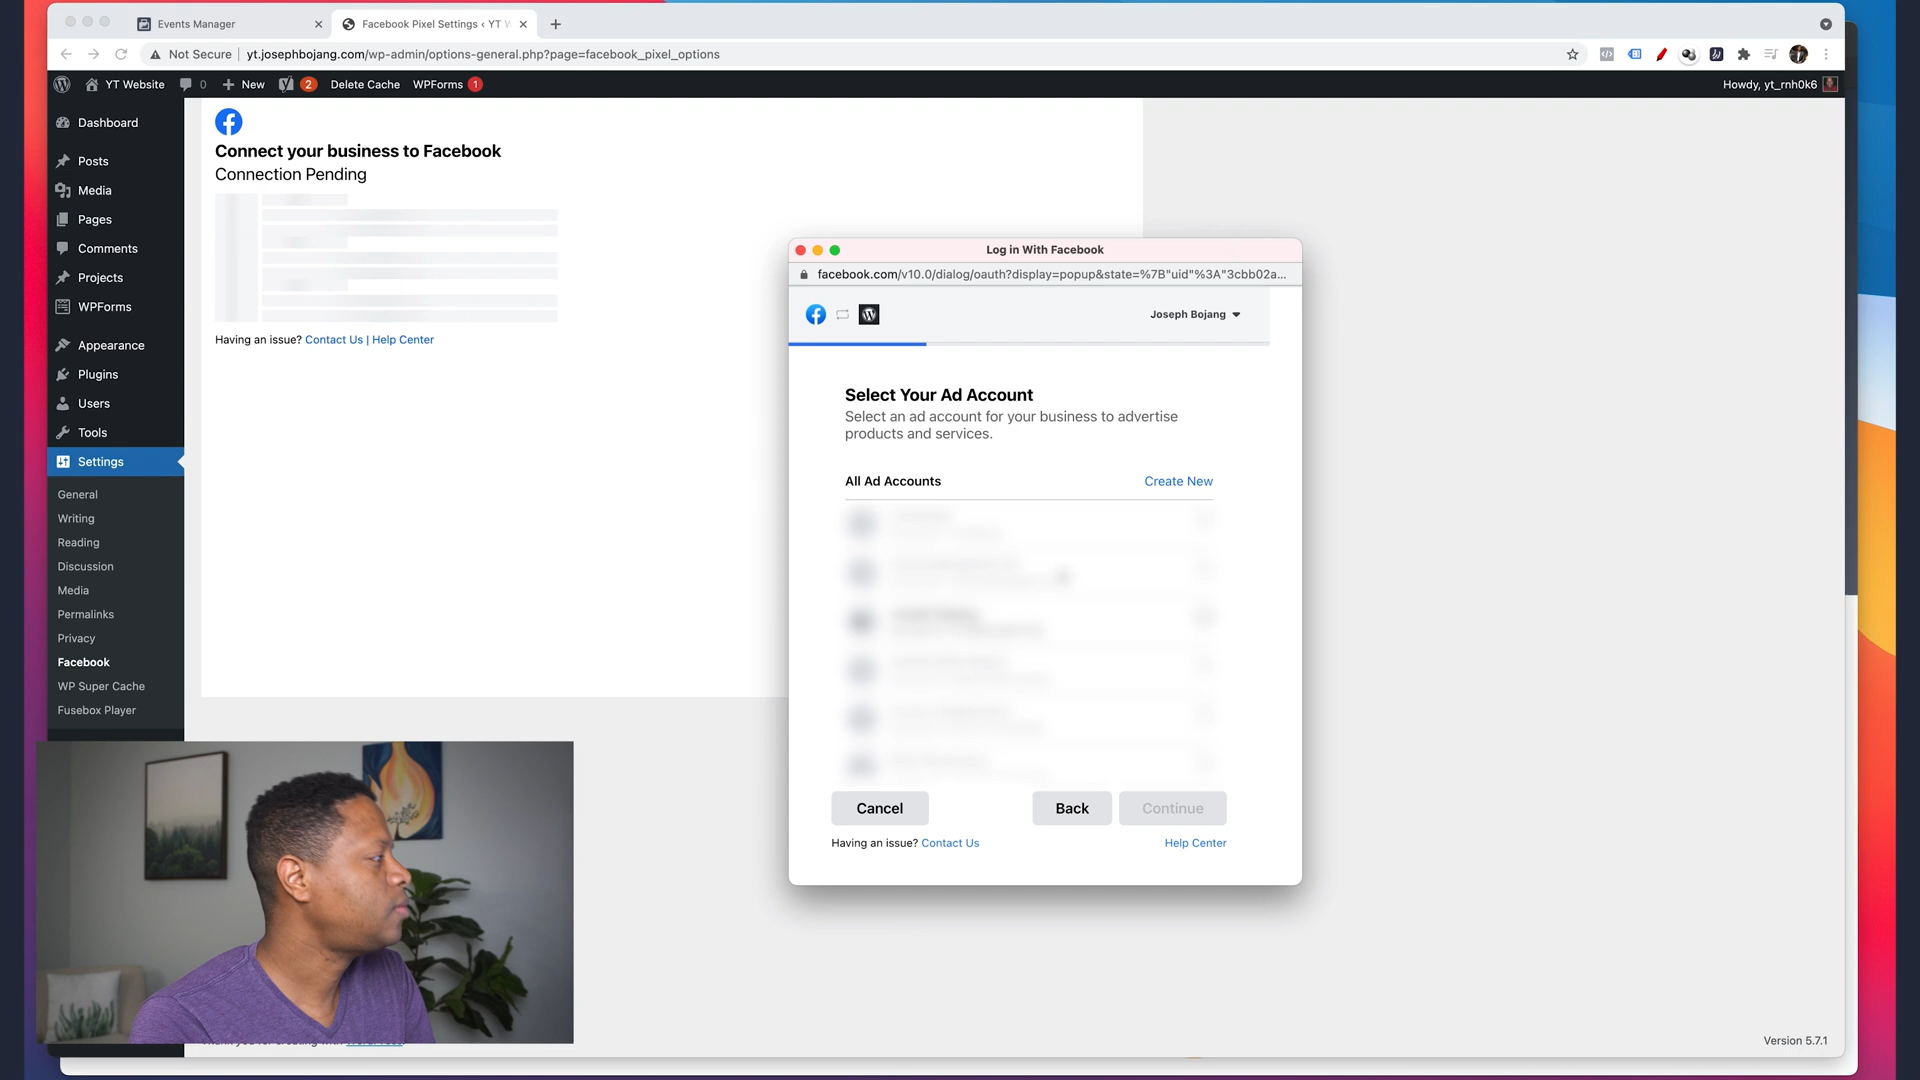 Events Manager
Facebook Pixel Settings ‹ YT
Not Secure
yt.josephbojang.com/wp-admin/options-general.php?page=facebook_pixel_options
YT Website
0
New
2
Delete Cache
WPForms
1
Howdy, yt_rnh0k6
Dashboard
Posts
Media
Pages
Comments
Projects
WPForms
Appearance
Plugins
Users
Tools
Settings
General
Writing
Reading
Discussion
Media
Permalinks
Privacy
Facebook
WP Super Cache
Fusebox Player
Connect your business to Facebook
Connection Pending
Having an issue? Contact Us | Help Center
Log in With Facebook
facebook.com/v10.0/dialog/oauth?display=popup&state=%7B"uid"%3A"3cbb02a...
Joseph Bojang
Select Your Ad Account
Select an ad account for your business to advertise
products and services.
All Ad Accounts
Create New
Cancel
Back
Continue
Having an issue? Contact Us
Help Center
Version 5.7.1